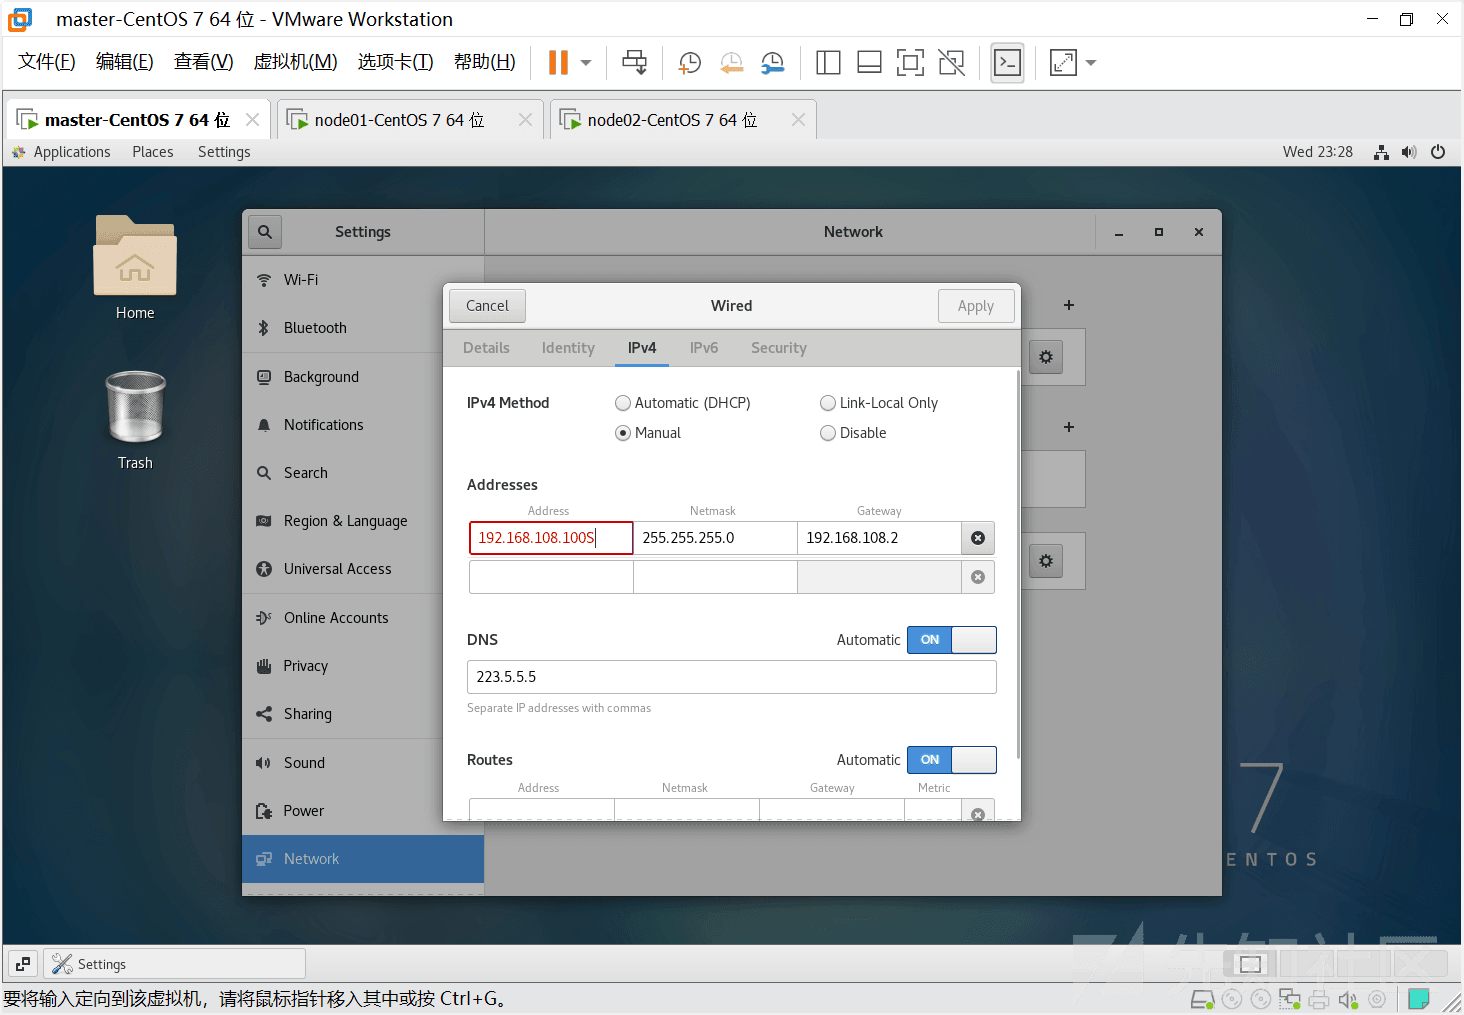 master-CentOS 7 64 位 - VMware Workstation
文件(F) 编辑(E) 查看(V) 虚拟机(M) 选项卡(T) 帮助(H)
master-CentOS 7 64 位 node01-CentOS 7 64 位 node02-CentOS 7 64 位
Applications Places Settings Wed 23:28
Home
Trash
Settings Network
Wi-Fi
Bluetooth
Background
Notifications
Search
Region & Language
Universal Access
Online Accounts
Privacy
Sharing
Sound
Power
Network
Cancel Wired Apply
Details Identity IPv4 IPv6 Security
IPv4 Method Automatic (DHCP) Link-Local Only
Manual Disable
Addresses
Address Netmask Gateway
192.168.108.100S 255.255.255.0 192.168.108.2
DNS Automatic ON
223.5.5.5
Separate IP addresses with commas
Routes Automatic ON
Address Netmask Gateway Metric
7
ENTOS
Settings
先知社区
要将输入定向到该虚拟机，请将鼠标指针移入其中或按 Ctrl+G。